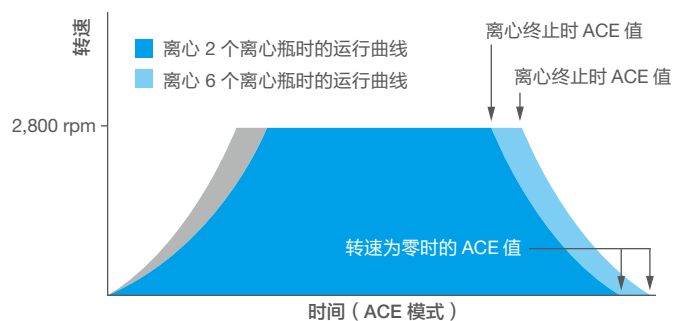 转速
离心终止时 ACE 值
离心 2 个离心瓶时的运行曲线
离心 6 个离心瓶时的运行曲线
离心终止时 ACE 值
2,800 rpm
转速为零时的 ACE 值
时间（ACE 模式）